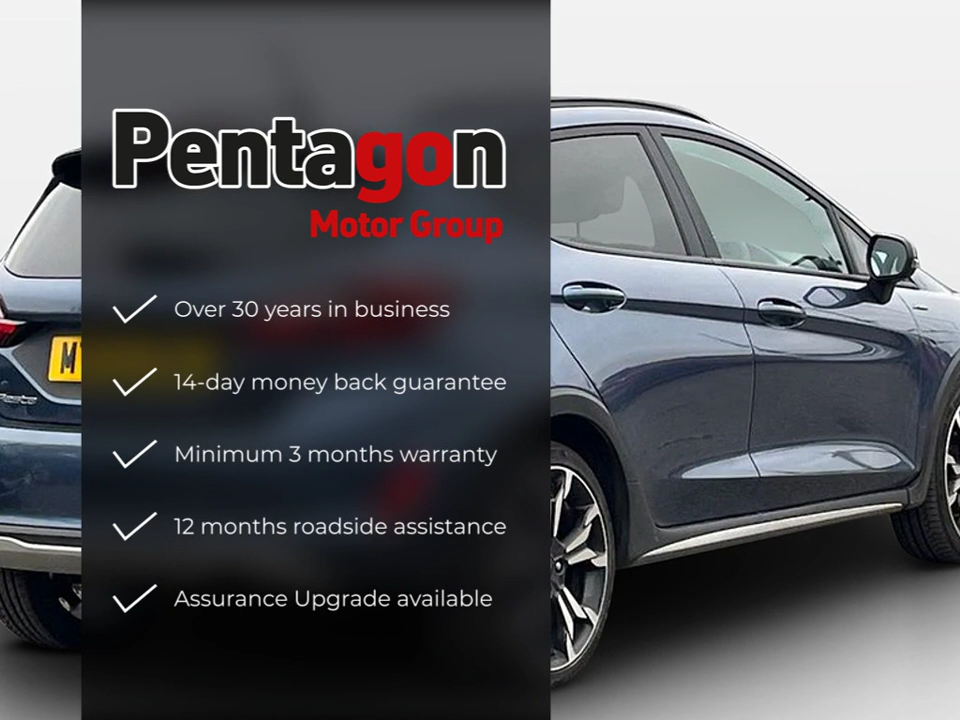 Pentagon
Motor Group
Over 30 years in business
14-day money back guarantee
Minimum 3 months warranty
12 months roadside assistance
Assurance Upgrade available